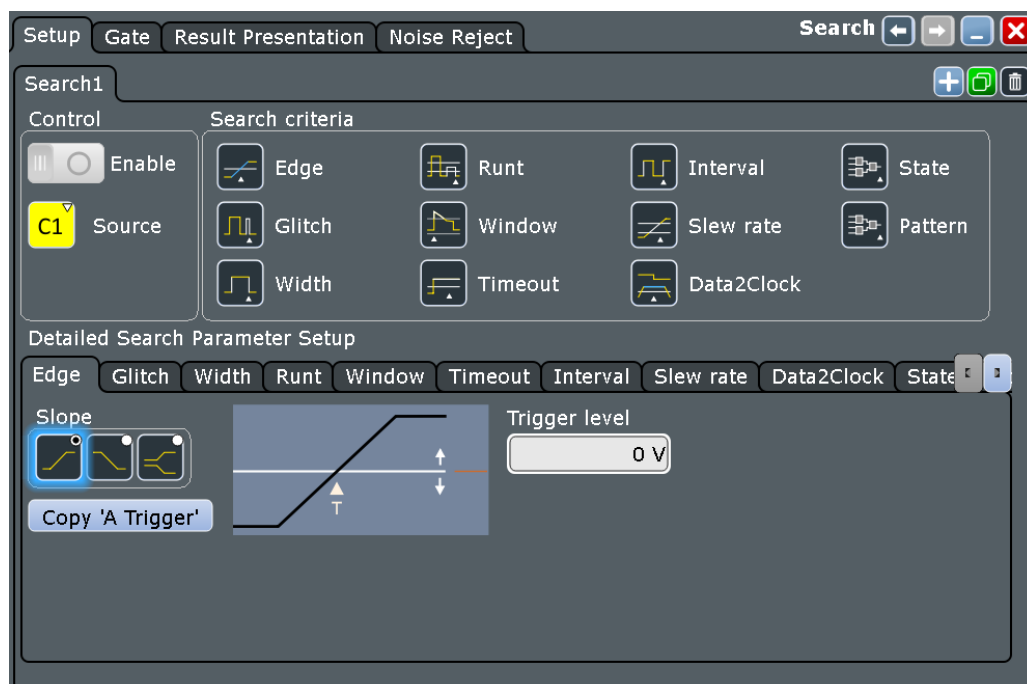 Setup Gate Result Presentation Noise Reject Search
Search1
Control Search criteria
Enable Edge Runt Interval State
C1 Source Glitch Window Slew rate Pattern
Width Timeout Data2Clock
Detailed Search Parameter Setup
Edge Glitch Width Runt Window Timeout Interval Slew rate Data2Clock State
Slope Trigger level
0 V
Copy 'A Trigger' T